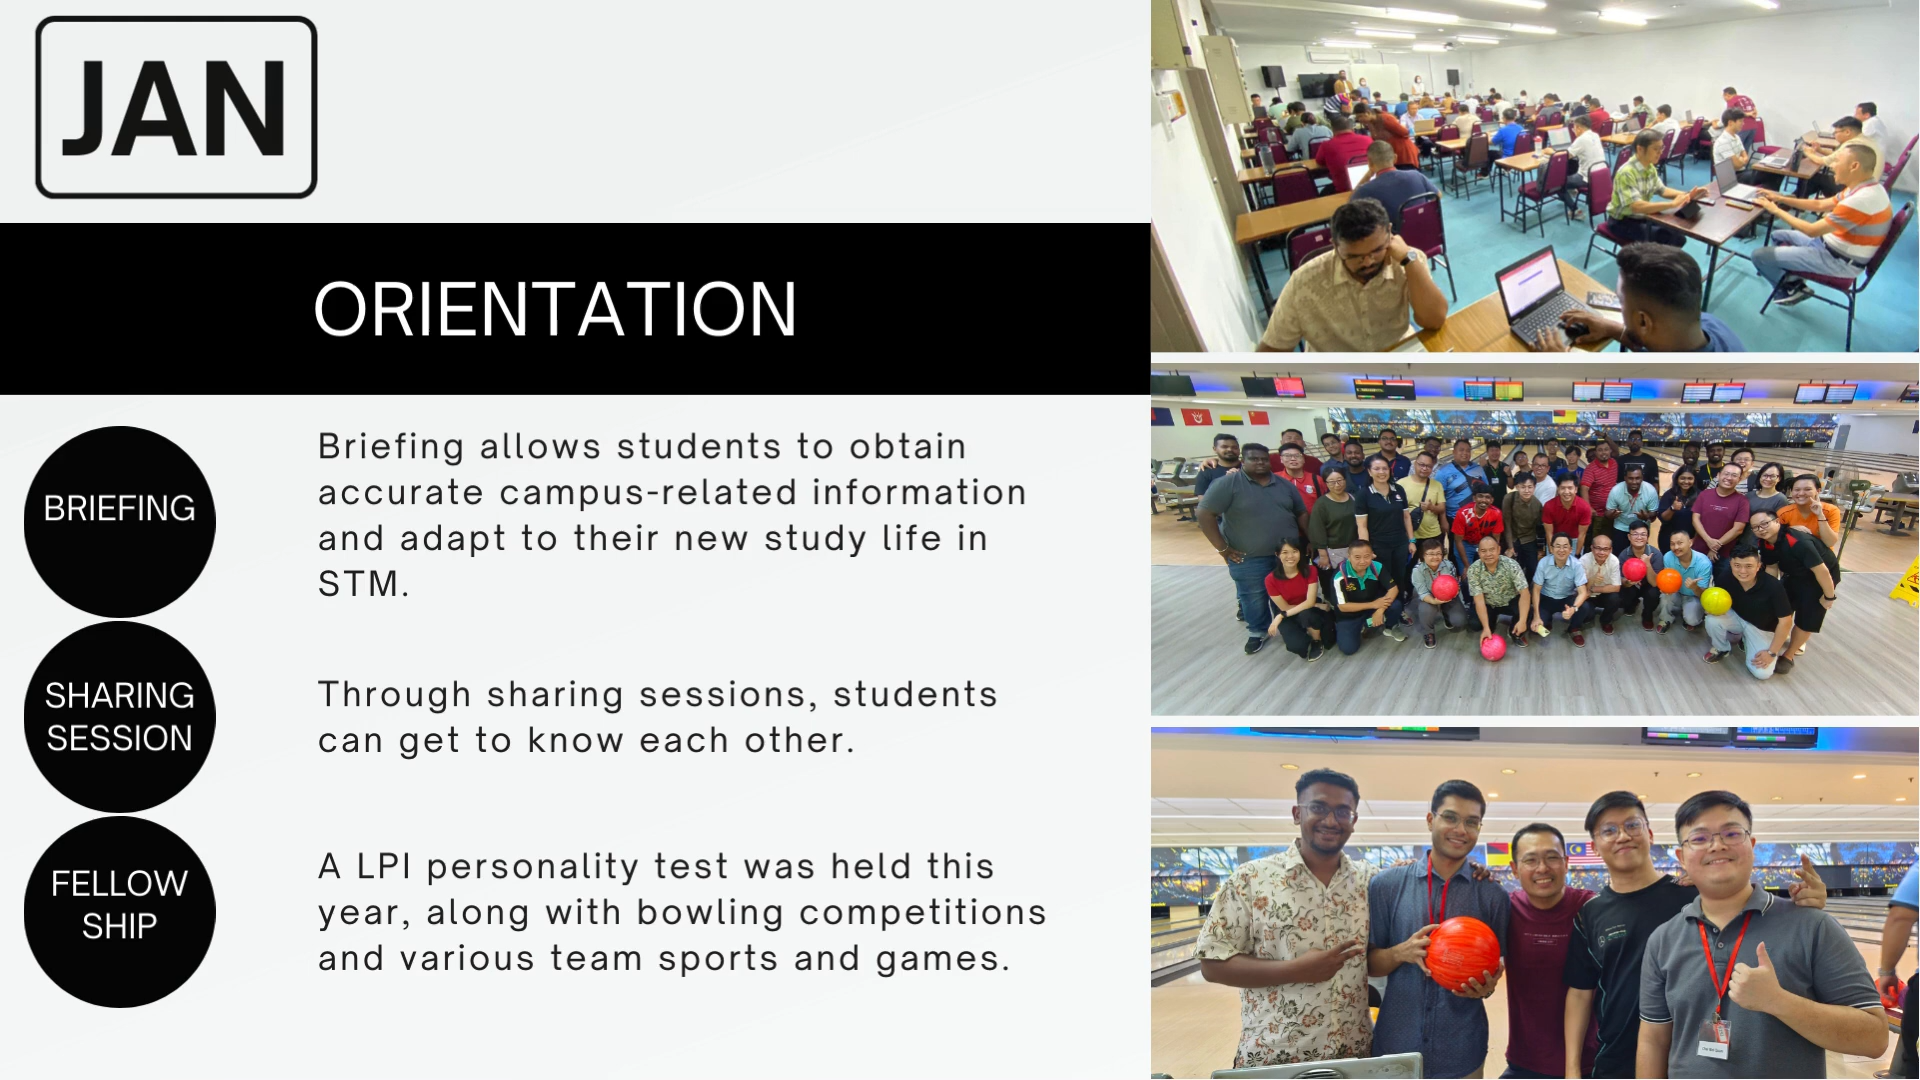 JAN
ORIENTATION
BRIEFING
Briefing allows students to obtain
accurate campus-related information
and adapt to their new study life in
STM.
SHARING
SESSION
Through sharing sessions, students
can get to know each other.
FELLOW
SHIP
A LPI personality test was held this
year, along with bowling competitions
and various team sports and games.